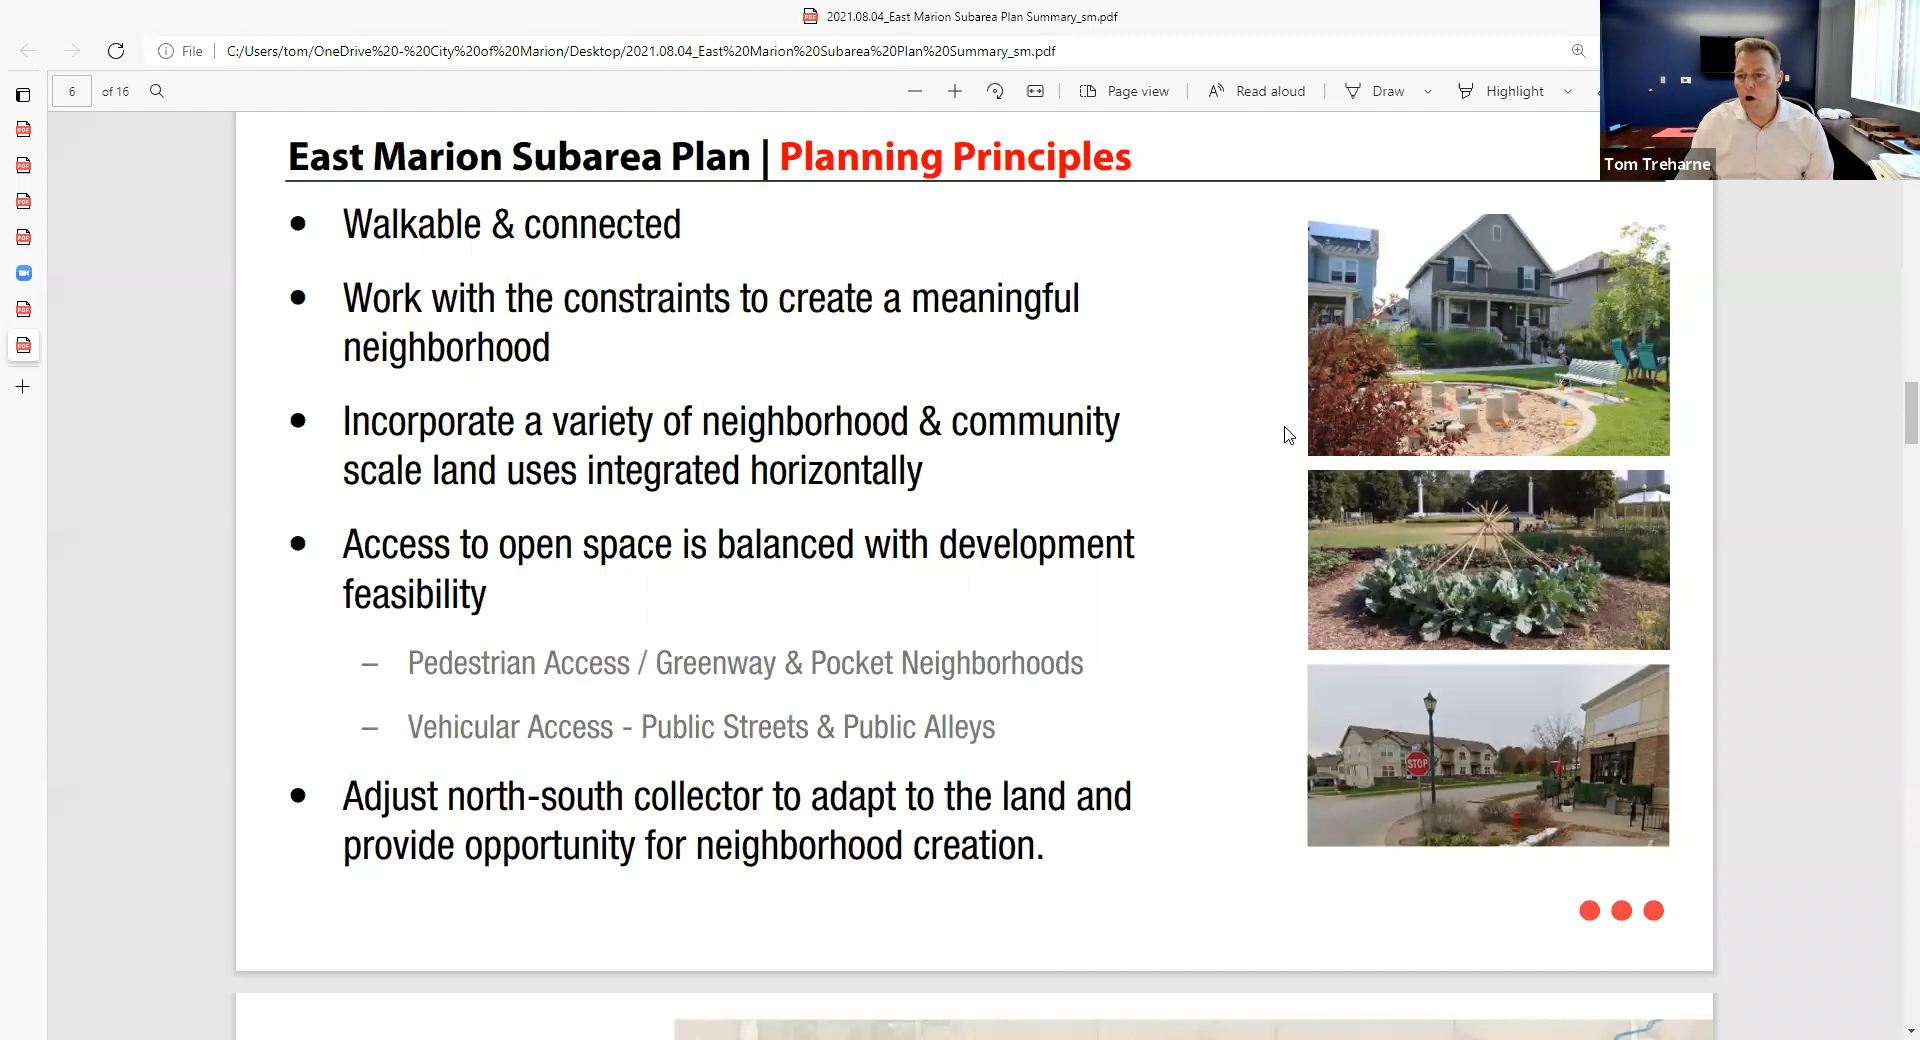 2021.08.04_East Marion Subarea Plan Summary_sm.pdf
File
C:/Users/tom/OneDrive%20-%20City%20of%20Marion/Desktop/2021.08.04_East%20Marion%20Subarea%20Plan%20Summary_sm.pdf
6 of 16
Page view
Read aloud
Draw
Highlight
Tom Treharne
East Marion Subarea Plan | Planning Principles
• Walkable & connected
• Work with the constraints to create a meaningful
neighborhood
• Incorporate a variety of neighborhood & community
scale land uses integrated horizontally
• Access to open space is balanced with development
feasibility
– Pedestrian Access / Greenway & Pocket Neighborhoods
– Vehicular Access - Public Streets & Public Alleys
• Adjust north-south collector to adapt to the land and
provide opportunity for neighborhood creation.
STOP